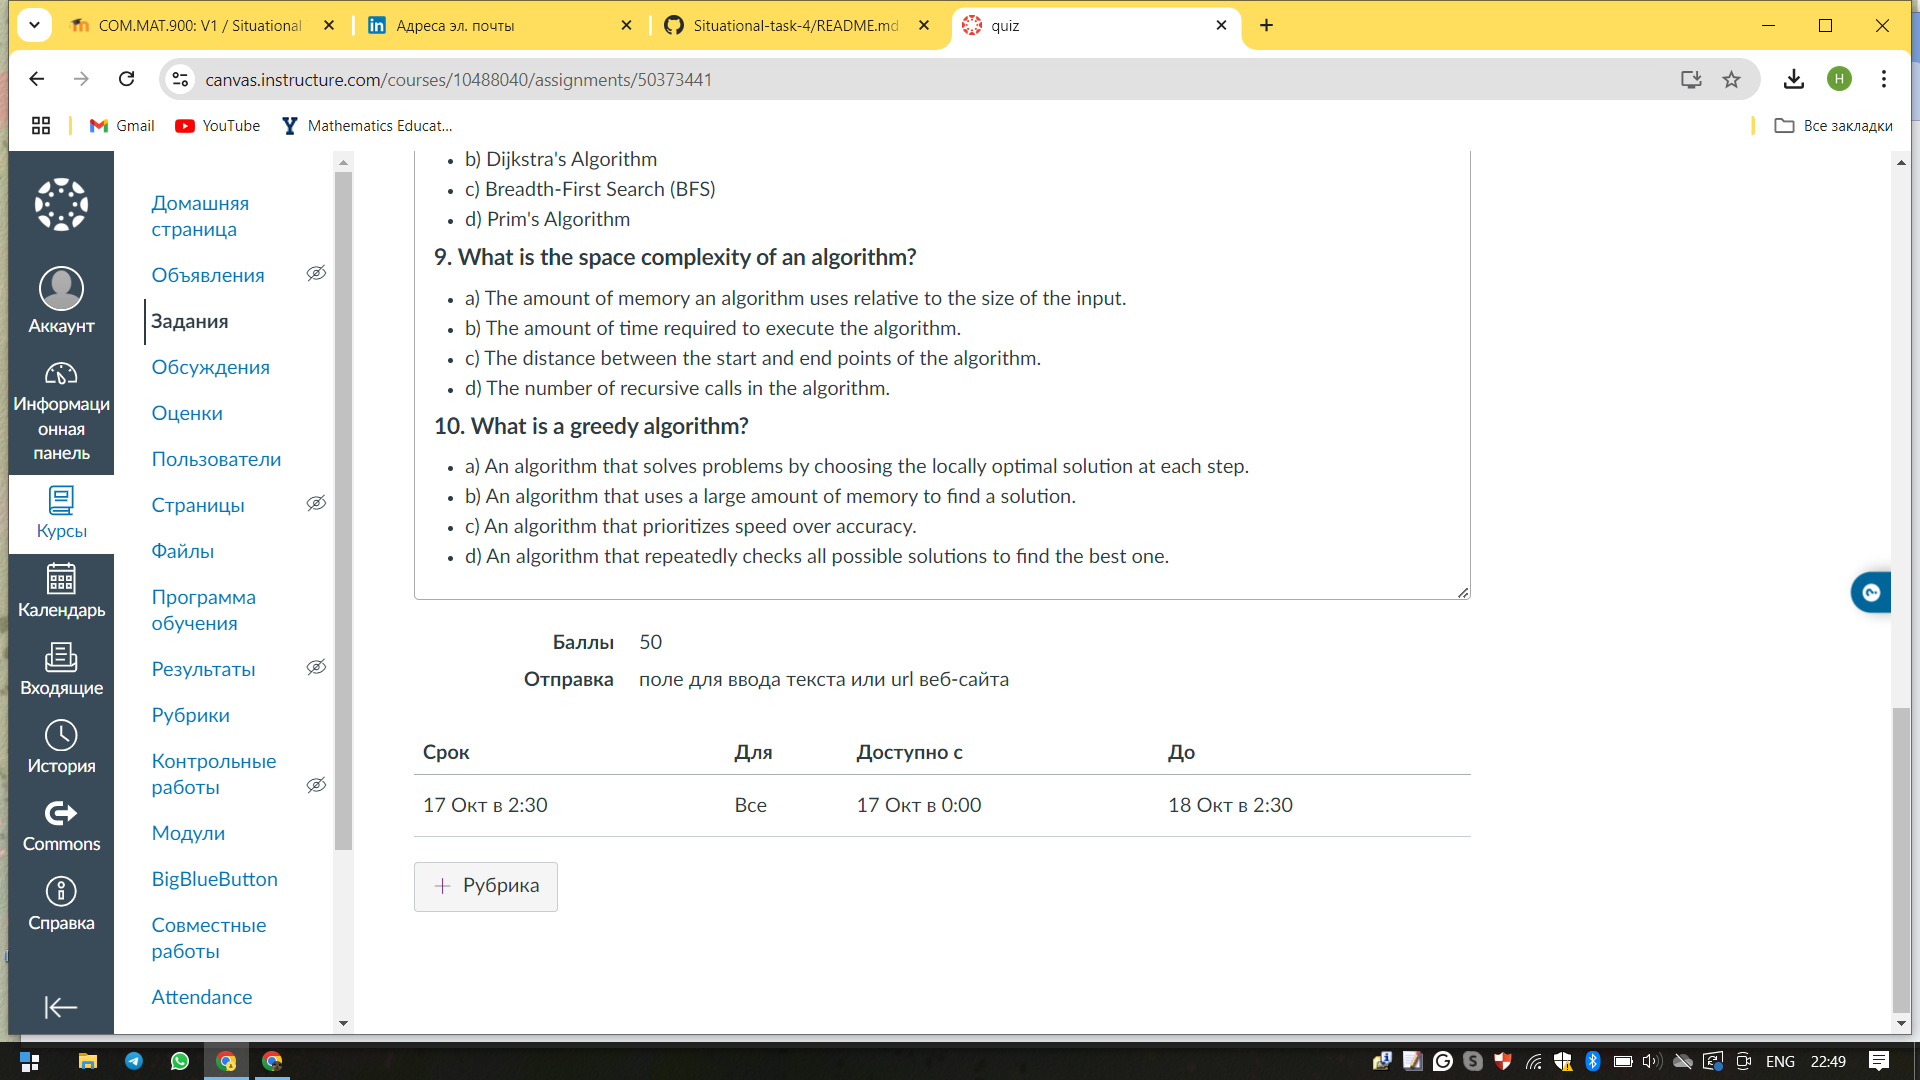 COM.MAT.900: V1 / Situational
Адреса эл. почты
Situational-task-4/README.md
quiz
canvas.instructure.com/courses/10488040/assignments/50373441
H
Gmail
YouTube
Mathematics Educat...
Все закладки
Аккаунт
Информаци
онная
панель
Курсы
Календарь
Входящие
История
Commons
Справка
Домашняя
страница
Объявления
Задания
Обсуждения
Оценки
Пользователи
Страницы
Файлы
Программа
обучения
Результаты
Рубрики
Контрольные
работы
Модули
BigBlueButton
Совместные
работы
Attendance
b) Dijkstra's Algorithm
c) Breadth-First Search (BFS)
d) Prim's Algorithm
9. What is the space complexity of an algorithm?
a) The amount of memory an algorithm uses relative to the size of the input.
b) The amount of time required to execute the algorithm.
c) The distance between the start and end points of the algorithm.
d) The number of recursive calls in the algorithm.
10. What is a greedy algorithm?
a) An algorithm that solves problems by choosing the locally optimal solution at each step.
b) An algorithm that uses a large amount of memory to find a solution.
c) An algorithm that prioritizes speed over accuracy.
d) An algorithm that repeatedly checks all possible solutions to find the best one.
Баллы 50
Отправка поле для ввода текста или url веб-сайта
Срок Для Доступно с До
17 Окт в 2:30 Все 17 Окт в 0:00 18 Окт в 2:30
+ Рубрика
ENG 22:49